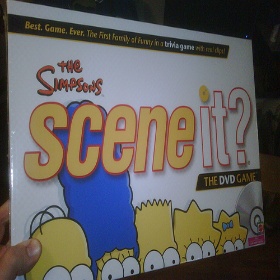 Best. Game. Ever. The First Family of Funny in a trivia game with real clips!
THE
SIMPSONS
scene it?
THE DVD GAME